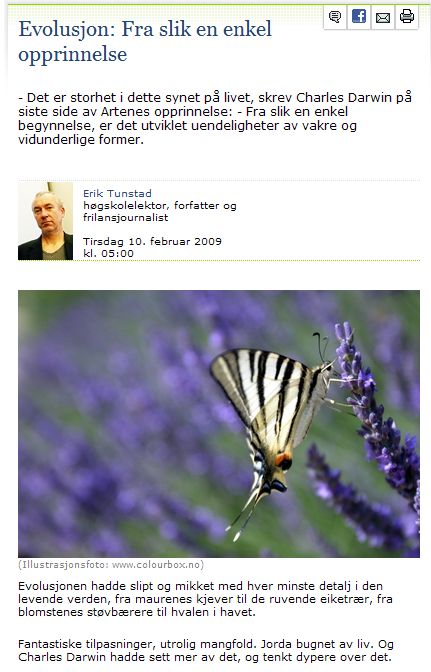 Evolusjon: Fra slik en enkel
opprinnelse
- Det er storhet i dette synet på livet, skrev Charles Darwin på
siste side av Artenes opprinnelse: - Fra slik en enkel
begynnelse, er det utviklet uendeligheter av vakre og
vidunderlige former.
Erik Tunstad
høgskolelektor, forfatter og
frilansjournalist
Tirsdag 10. februar 2009
kl. 05:00
(Illustrasjonsfoto: www.colourbox.no)
Evolusjonen hadde slipt og mikket med hver minste detalj i den
levende verden, fra maurenes kjever til de ruvende eiketrær, fra
blomstenes støvbærere til hvalen i havet.
Fantastiske tilpasninger, utrolig mangfold. Jorda bugnet av liv. Og
Charles Darwin hadde sett mer av det, og tenkt dypere over det.